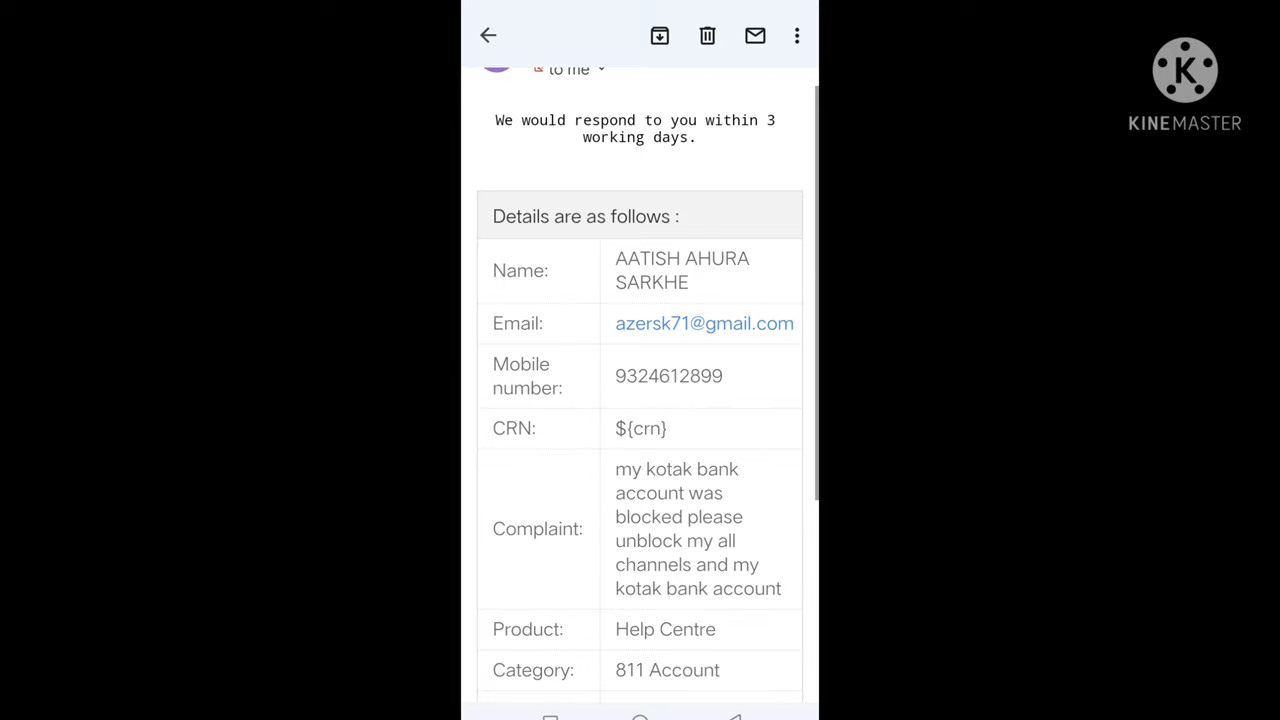 to me
We would respond to you within 3
working days.
Details are as follows :
Name:
AATISH AHURA
SARKHE
Email:
azersk71@gmail.com
Mobile
number:
9324612899
CRN:
${crn}
Complaint:
my kotak bank
account was
blocked please
unblock my all
channels and my
kotak bank account
Product:
Help Centre
Category:
811 Account
K
KINEMASTER